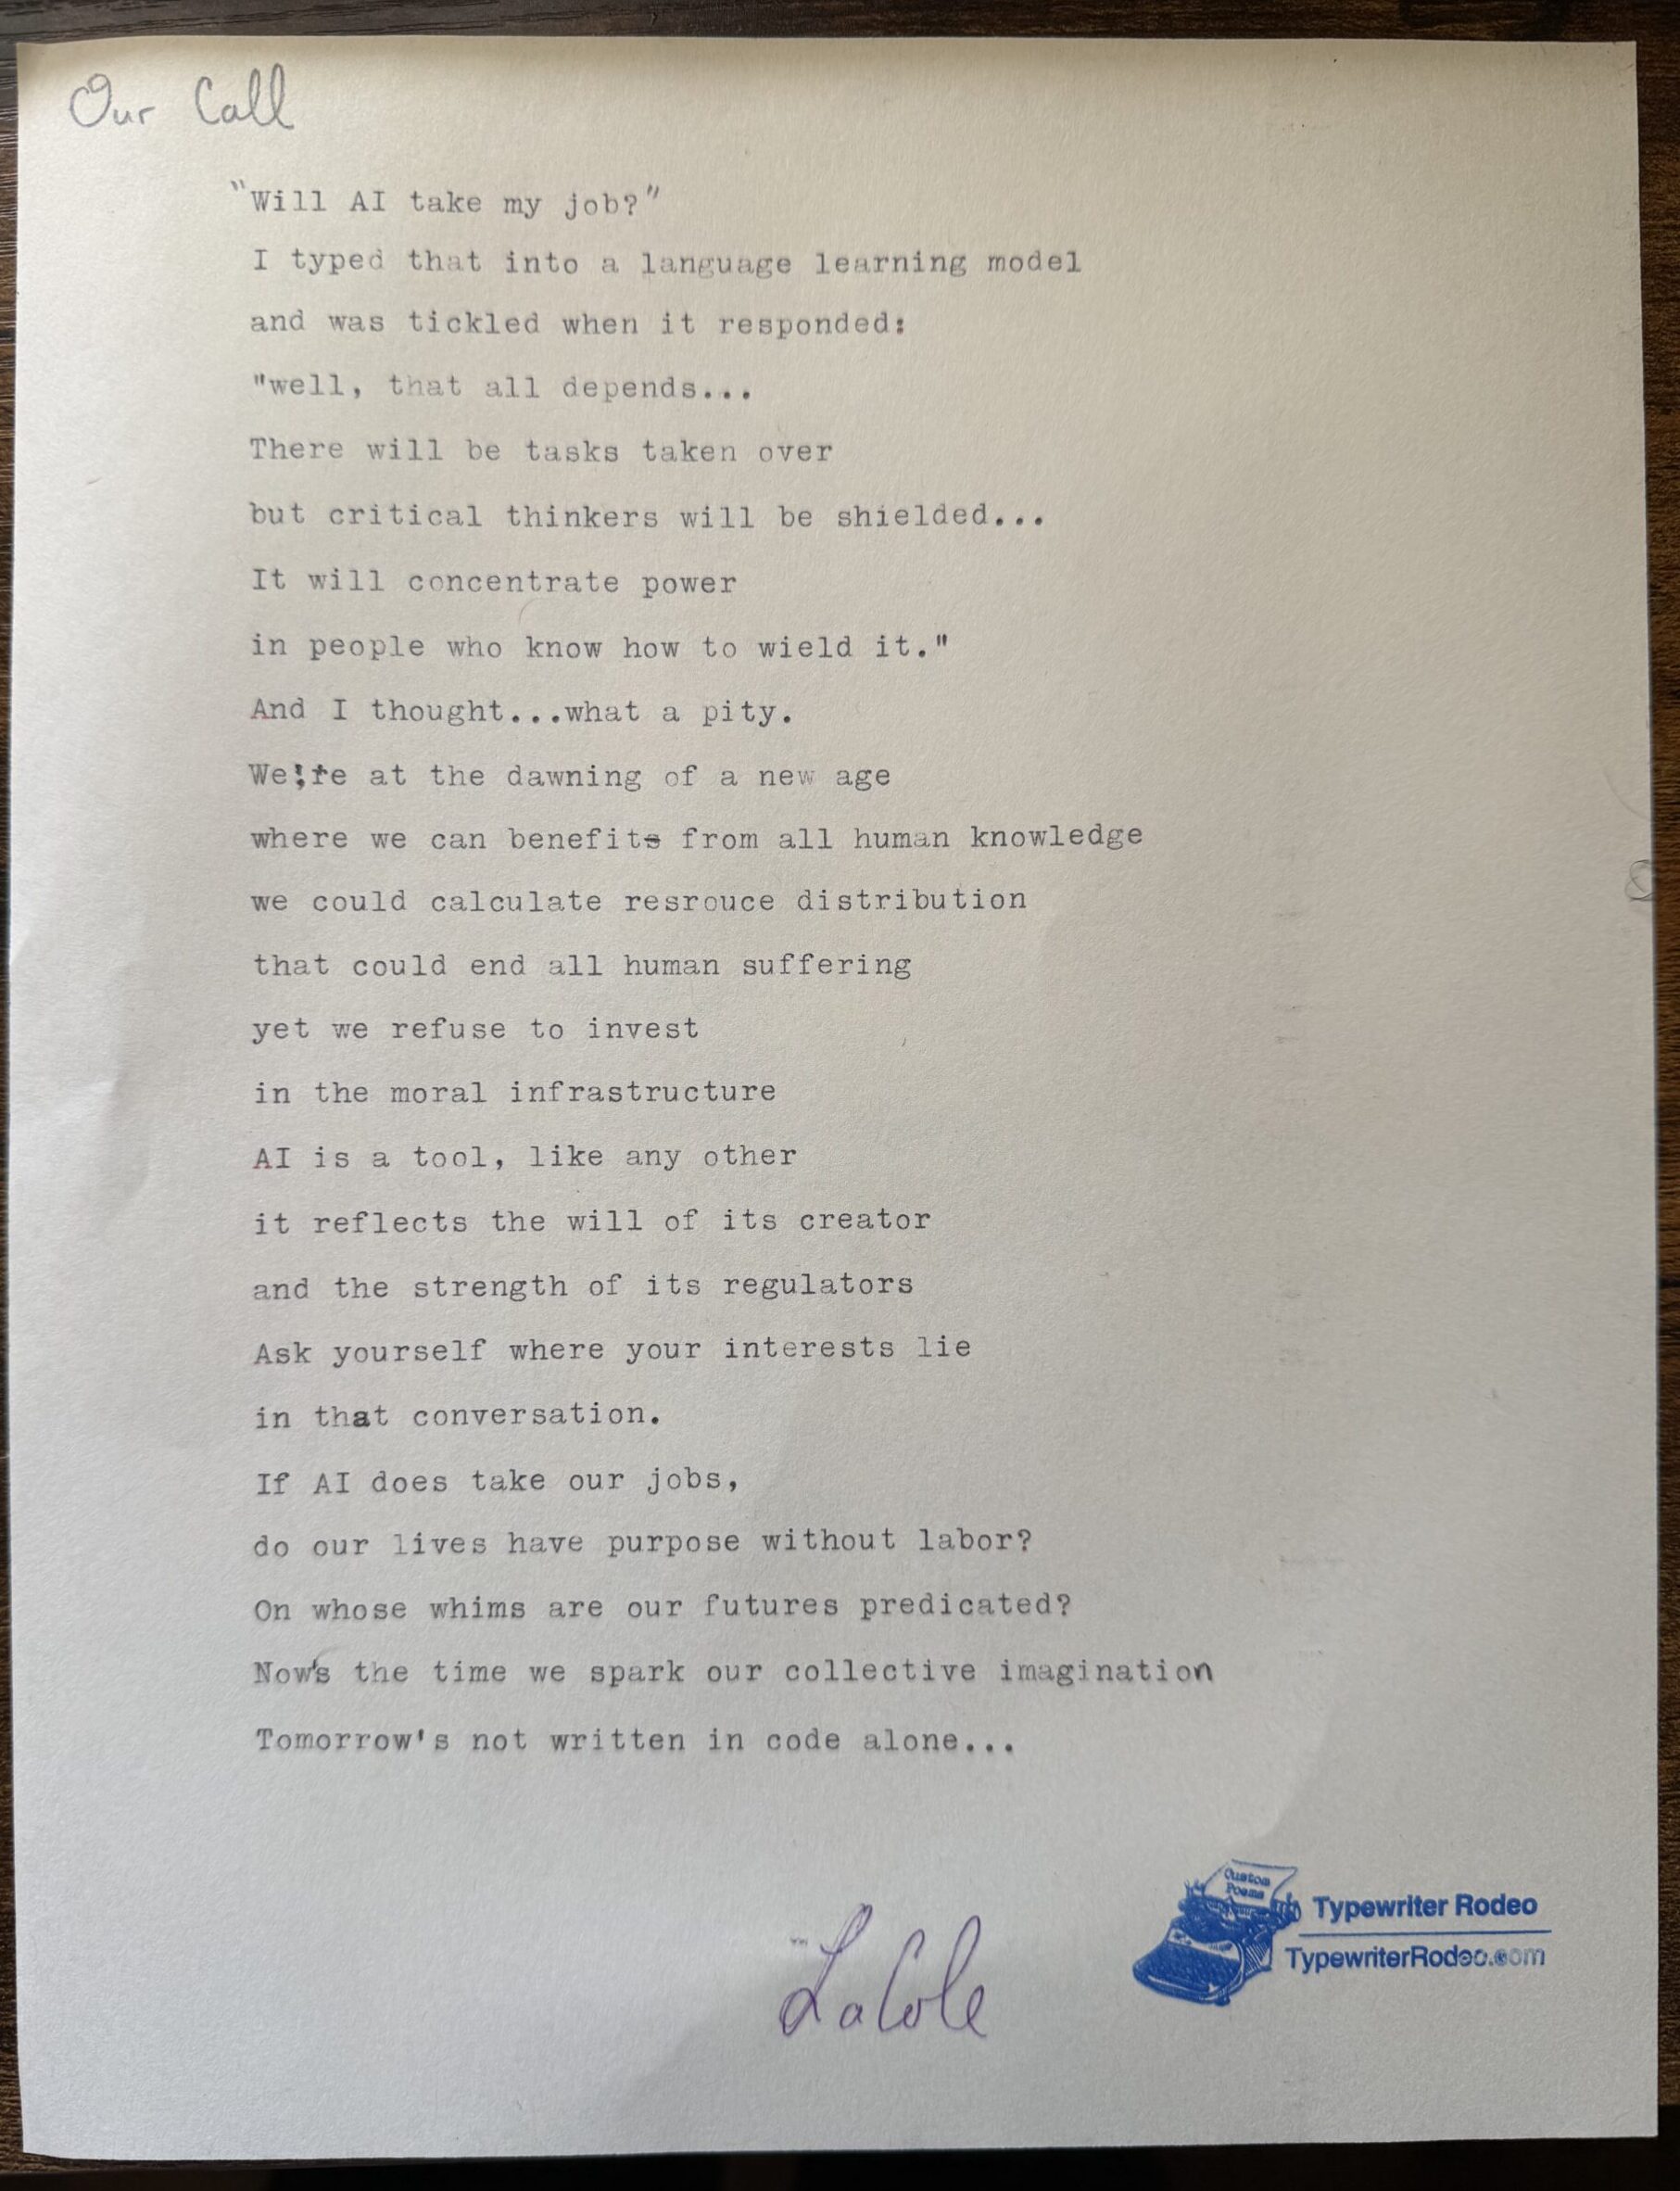 Our Call
"Will AI take my job?"
I typed that into a language learning model
and was tickled when it responded:
"well, that all depends...
There will be tasks taken over
but critical thinkers will be shielded...
It will concentrate power
in people who know how to wield it."
And I thought...what a pity.
We're at the dawning of a new age
where we can benefit from all human knowledge
we could calculate resrouce distribution
that could end all human suffering
yet we refuse to invest
in the moral infrastructure
AI is a tool, like any other
it reflects the will of its creator
and the strength of its regulators
Ask yourself where your interests lie
in that conversation.
If AI does take our jobs,
do our lives have purpose without labor?
On whose whims are our futures predicated?
Now's the time we spark our collective imagination
Tomorrow's not written in code alone...
Custom
Poems
Typewriter Rodeo
TypewriterRodeo.com
LaCole